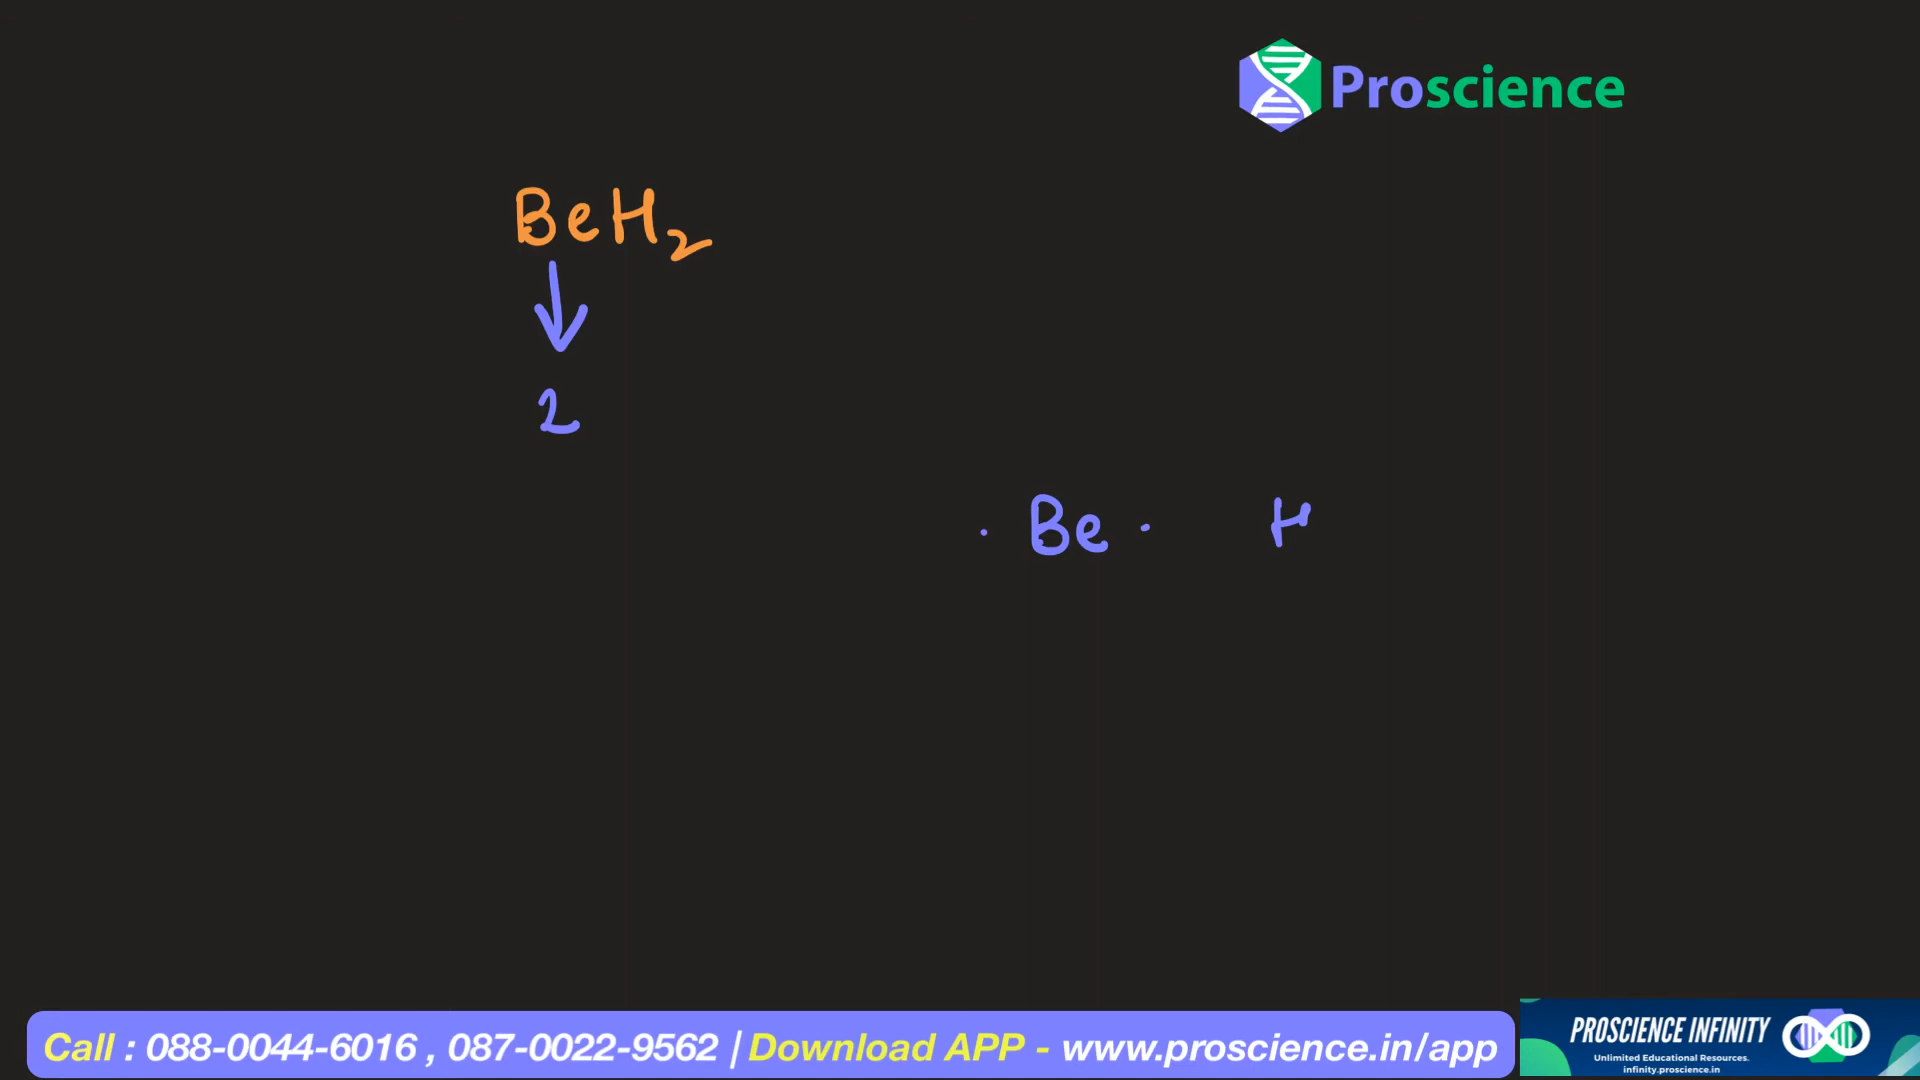 Proscience
BeH₂
2
· Be · H
Call : 088-0044-6016 , 087-0022-9562 | Download APP - www.proscience.in/app
PROSCIENCE INFINITY
Unlimited Educational Resources.
infinity.proscience.in